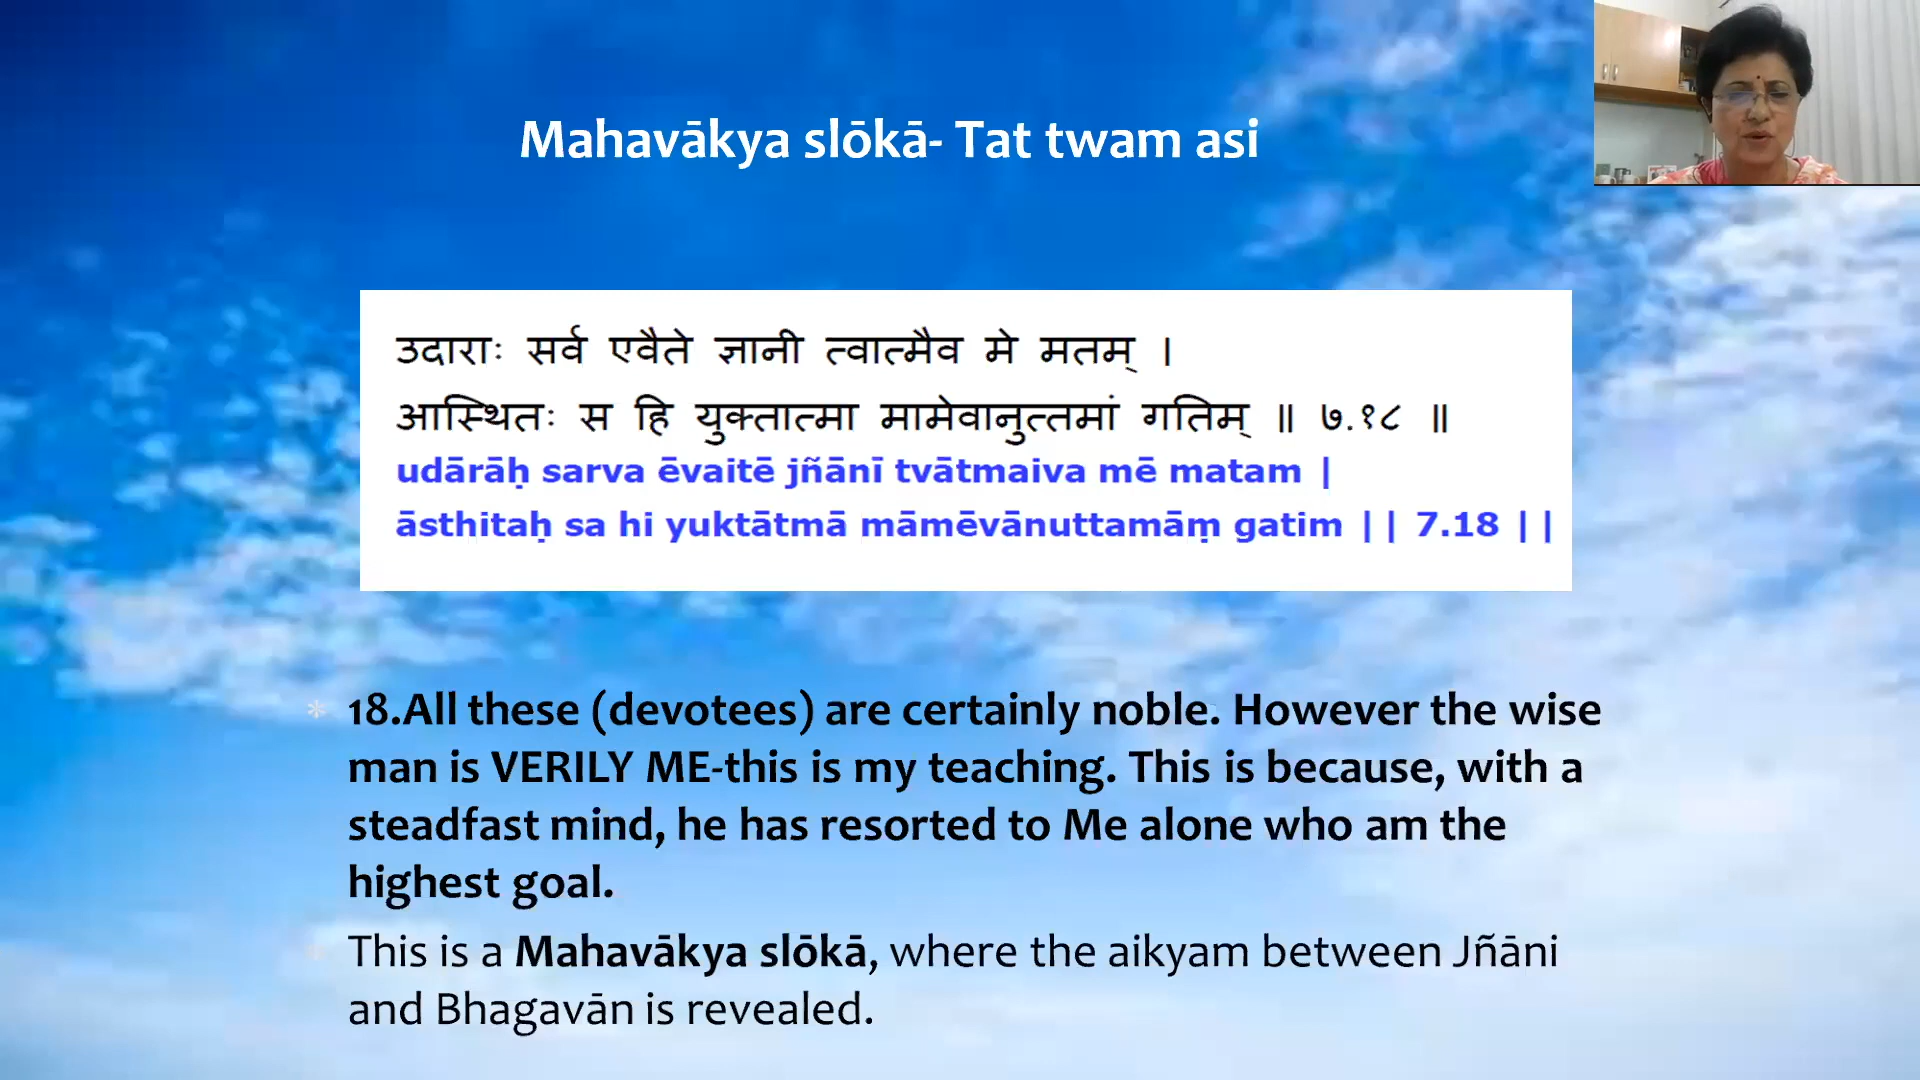 Mahavākya slōkā- Tat twam asi
उदाराः सर्व एवैते ज्ञानी त्वात्मैव मे मतम् ।
आस्थितः स हि युक्तात्मा मामेवानुत्तमां गतिम् ॥ ७.१८ ॥
udārāḥ sarva ēvaitē jñānī tvātmaiva mē matam |
āsthitaḥ sa hi yuktātmā māmēvānuttamāṃ gatim || 7.18 ||
18.All these (devotees) are certainly noble. However the wise
man is VERILY ME-this is my teaching. This is because, with a
steadfast mind, he has resorted to Me alone who am the
highest goal.
This is a Mahavākya slōkā, where the aikyam between Jñāni
and Bhagavān is revealed.